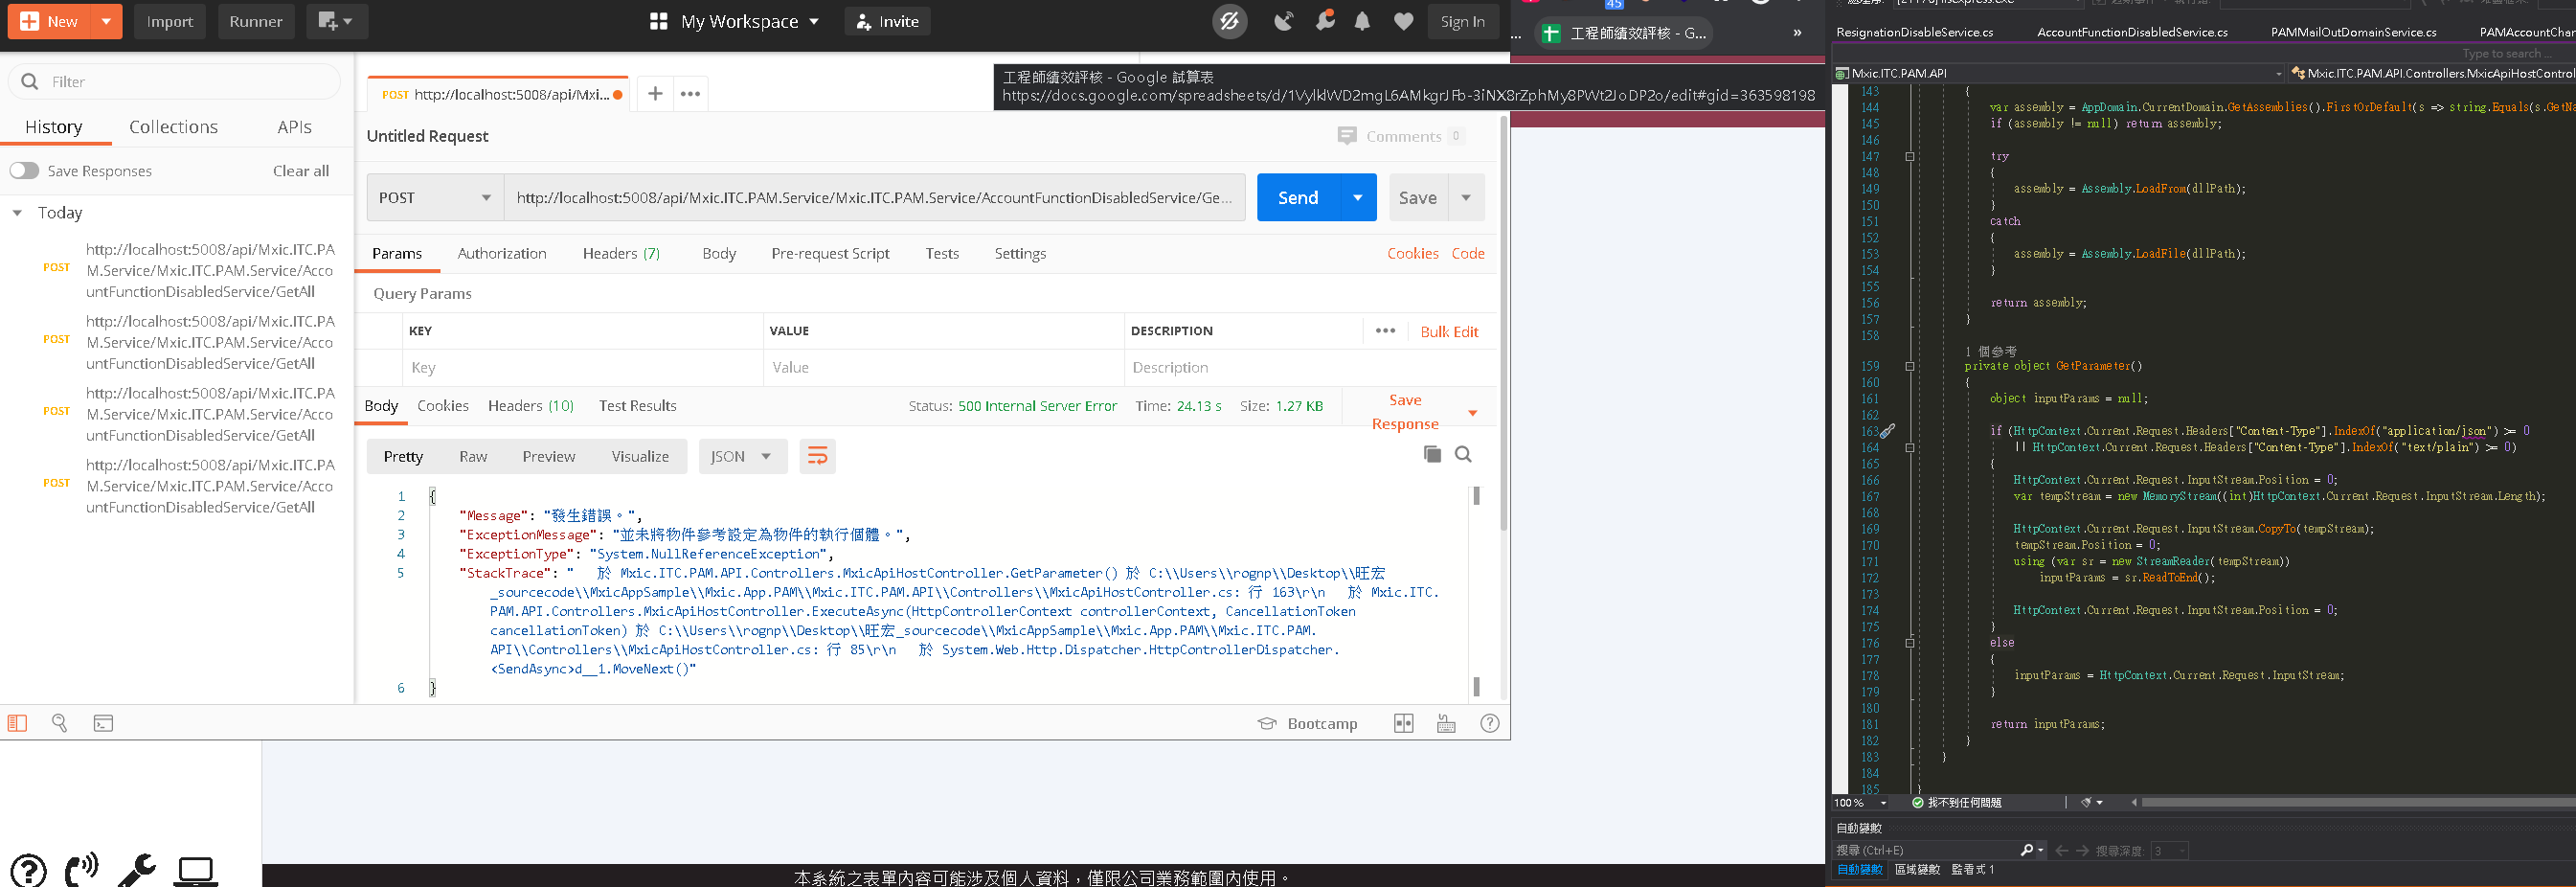 New
Import
Runner
My Workspace
Invite
Sign In
Filter
History
Collections
APIs
Save Responses
Clear all
Today
POST
http://localhost:5008/api/Mxic.ITC.PA
M.Service/Mxic.ITC.PAM.Service/Acco
untFunctionDisabledService/GetAll
POST
http://localhost:5008/api/Mxic.ITC.PA
M.Service/Mxic.ITC.PAM.Service/Acco
untFunctionDisabledService/GetAll
POST
http://localhost:5008/api/Mxic.ITC.PA
M.Service/Mxic.ITC.PAM.Service/Acco
untFunctionDisabledService/GetAll
POST
http://localhost:5008/api/Mxic.ITC.PA
M.Service/Mxic.ITC.PAM.Service/Acco
untFunctionDisabledService/GetAll
POST http://localhost:5008/api/Mxi...
Untitled Request
Comments 0
POST
http://localhost:5008/api/Mxic.ITC.PAM.Service/Mxic.ITC.PAM.Service/AccountFunctionDisabledService/Ge...
Send
Save
Params
Authorization
Headers (7)
Body
Pre-request Script
Tests
Settings
Cookies
Code
Query Params
KEY
VALUE
DESCRIPTION
Bulk Edit
Key
Value
Description
Body
Cookies
Headers (10)
Test Results
Status: 500 Internal Server Error
Time: 24.13 s
Size: 1.27 KB
Save
Response
Pretty
Raw
Preview
Visualize
JSON
1 {
2 "Message": "發生錯誤。",
3 "ExceptionMessage": "並未將物件參考設定為物件的執行個體。",
4 "ExceptionType": "System.NullReferenceException",
5 "StackTrace": "   於 Mxic.ITC.PAM.API.Controllers.MxicApiHostController.GetParameter() 於 C:\\Users\\rognp\\Desktop\\旺宏
_sourcecode\\MxicAppSample\\Mxic.App.PAM\\Mxic.ITC.PAM.API\\Controllers\\MxicApiHostController.cs: 行 163\r\n   於 Mxic.ITC.
PAM.API.Controllers.MxicApiHostController.ExecuteAsync(HttpControllerContext controllerContext, CancellationToken
cancellationToken) 於 C:\\Users\\rognp\\Desktop\\旺宏_sourcecode\\MxicAppSample\\Mxic.App.PAM\\Mxic.ITC.PAM.
API\\Controllers\\MxicApiHostController.cs: 行 85\r\n   於 System.Web.Http.Dispatcher.HttpControllerDispatcher.
<SendAsync>d__1.MoveNext()"
6 }
Bootcamp
45
... 工程師績效評核 - G... »
工程師績效評核 - Google 試算表
https://docs.google.com/spreadsheets/d/1VylkWD2mgL6AMkgrJFb-3iNX8rZphMy8PWt2JoDP2o/edit#gid=363598198
本系統之表單內容可能涉及個人資料，僅限公司業務範圍內使用。
ResignationDisableService.cs
AccountFunctionDisabledService.cs
PAMMailOutDomainService.cs
PAMAccountChan
Type to search ...
Mxic.ITC.PAM.API
Mxic.ITC.PAM.API.Controllers.MxicApiHostControl
143 {
144 var assembly = AppDomain.CurrentDomain.GetAssemblies().FirstOrDefault(s => string.Equals(s.GetNa
145 if (assembly != null) return assembly;
146
147 try
148 {
149 assembly = Assembly.LoadFrom(dllPath);
150 }
151 catch
152 {
153 assembly = Assembly.LoadFile(dllPath);
154 }
155
156 return assembly;
157 }
158
1 個參考
159 private object GetParameter()
160 {
161 object inputParams = null;
162
163 if (HttpContext.Current.Request.Headers["Content-Type"].IndexOf("application/json") >= 0
164 || HttpContext.Current.Request.Headers["Content-Type"].IndexOf("text/plain") >= 0)
165 {
166 HttpContext.Current.Request.InputStream.Position = 0;
167 var tempStream = new MemoryStream((int)HttpContext.Current.Request.InputStream.Length);
168
169 HttpContext.Current.Request.InputStream.CopyTo(tempStream);
170 tempStream.Position = 0;
171 using (var sr = new StreamReader(tempStream))
172 inputParams = sr.ReadToEnd();
173
174 HttpContext.Current.Request.InputStream.Position = 0;
175 }
176 else
177 {
178 inputParams = HttpContext.Current.Request.InputStream;
179 }
180
181 return inputParams;
182 }
183 }
184
185 }
100 %
找不到任何問題
自動變數
搜尋 (Ctrl+E)
搜尋深度: 3
自動變數
區域變數
監看式 1